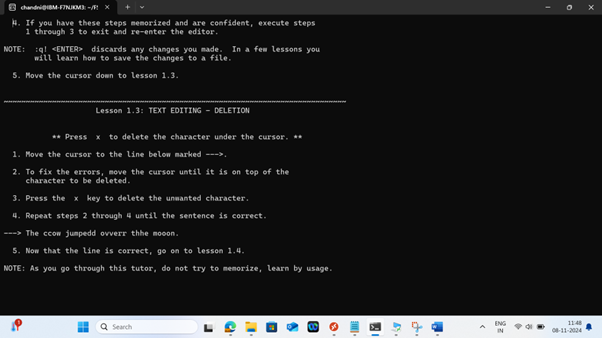 chandni@IBM-F7NJKM3: ~/F!
4. If you have these steps memorized and are confident, execute steps
1 through 3 to exit and re-enter the editor.
NOTE:  :q! <ENTER>  discards any changes you made.  In a few lessons you
will learn how to save the changes to a file.
5. Move the cursor down to lesson 1.3.
~~~~~~~~~~~~~~~~~~~~~~~~~~~~~~~~~~~~~~~~~~~~~~~~~~~~~~~~~~~~~~~~~~~~~~~~~~~~~~
Lesson 1.3: TEXT EDITING - DELETION
** Press  x  to delete the character under the cursor. **
1. Move the cursor to the line below marked --->.
2. To fix the errors, move the cursor until it is on top of the
character to be deleted.
3. Press the  x  key to delete the unwanted character.
4. Repeat steps 2 through 4 until the sentence is correct.
---> The ccow jumpedd ovverr thhe mooon.
5. Now that the line is correct, go on to lesson 1.4.
NOTE: As you go through this tutor, do not try to memorize, learn by usage.
Search
ENG
IN
11:48
08-11-2024